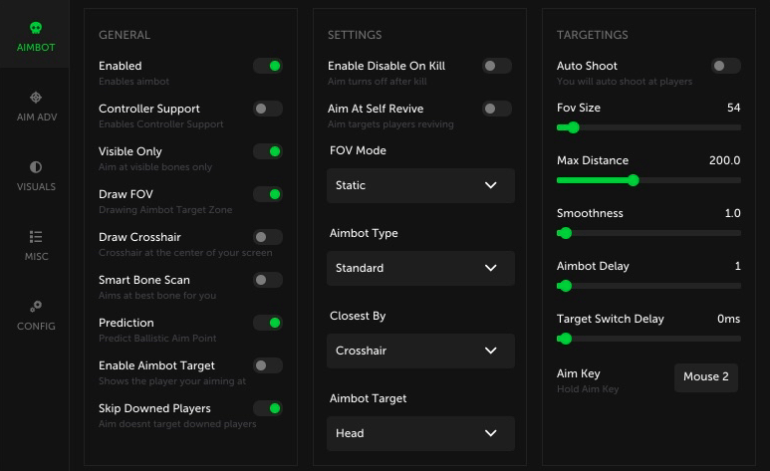 AIMBOT
AIM ADV
VISUALS
MISC
CONFIG
GENERAL
Enabled
Enables aimbot
Controller Support
Enables Controller Support
Visible Only
Aim at visible bones only
Draw FOV
Drawing Aimbot Target Zone
Draw Crosshair
Crosshair at the center of your screen
Smart Bone Scan
Aims at best bone for you
Prediction
Predict Ballistic Aim Point
Enable Aimbot Target
Shows the player your aiming at
Skip Downed Players
Aim doesnt target downed players
SETTINGS
Enable Disable On Kill
Aim turns off after kill
Aim At Self Revive
Aim targets players reviving
FOV Mode
Static
Aimbot Type
Standard
Closest By
Crosshair
Aimbot Target
Head
TARGETINGS
Auto Shoot
You will auto shoot at players
Fov Size 54
Max Distance 200.0
Smoothness 1.0
Aimbot Delay 1
Target Switch Delay 0ms
Aim Key Mouse 2
Hold Aim Key